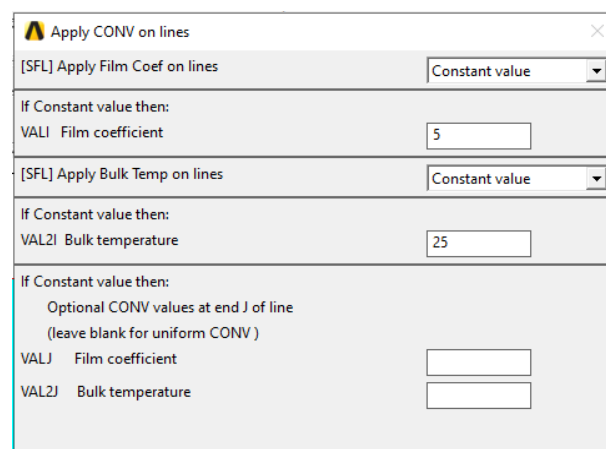 Apply CONV on lines
[SFL] Apply Film Coef on lines Constant value
If Constant value then:
VALI Film coefficient 5
[SFL] Apply Bulk Temp on lines Constant value
If Constant value then:
VAL2I Bulk temperature 25
If Constant value then:
Optional CONV values at end J of line
(leave blank for uniform CONV )
VALJ Film coefficient
VAL2J Bulk temperature